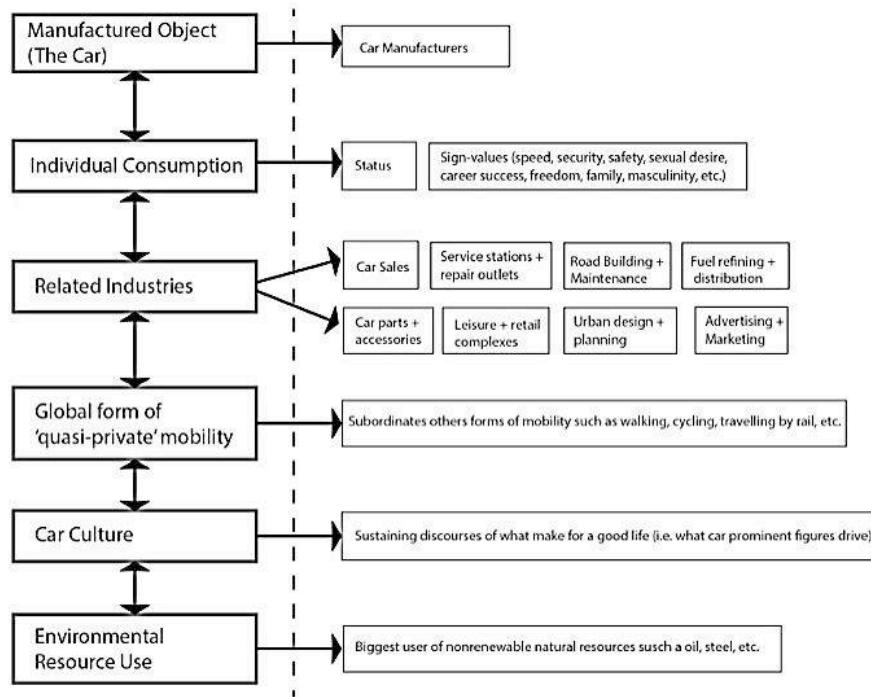 Manufactured Object
(The Car)
Car Manufacturers
Individual Consumption
Status
Sign-values (speed, security, safety, sexual desire,
career success, freedom, family, masculinity, etc.)
Related Industries
Car Sales
Service stations +
repair outlets
Road Building +
Maintenance
Fuel refining +
distribution
Car parts +
accessories
Leisure + retail
complexes
Urban design +
planning
Advertising +
Marketing
Global form of
'quasi-private' mobility
Subordinates others forms of mobility such as walking, cycling, travelling by rail, etc.
Car Culture
Sustaining discourses of what make for a good life (i.e. what car prominent figures drive)
Environmental
Resource Use
Biggest user of nonrenewable natural resources susch a oil, steel, etc.